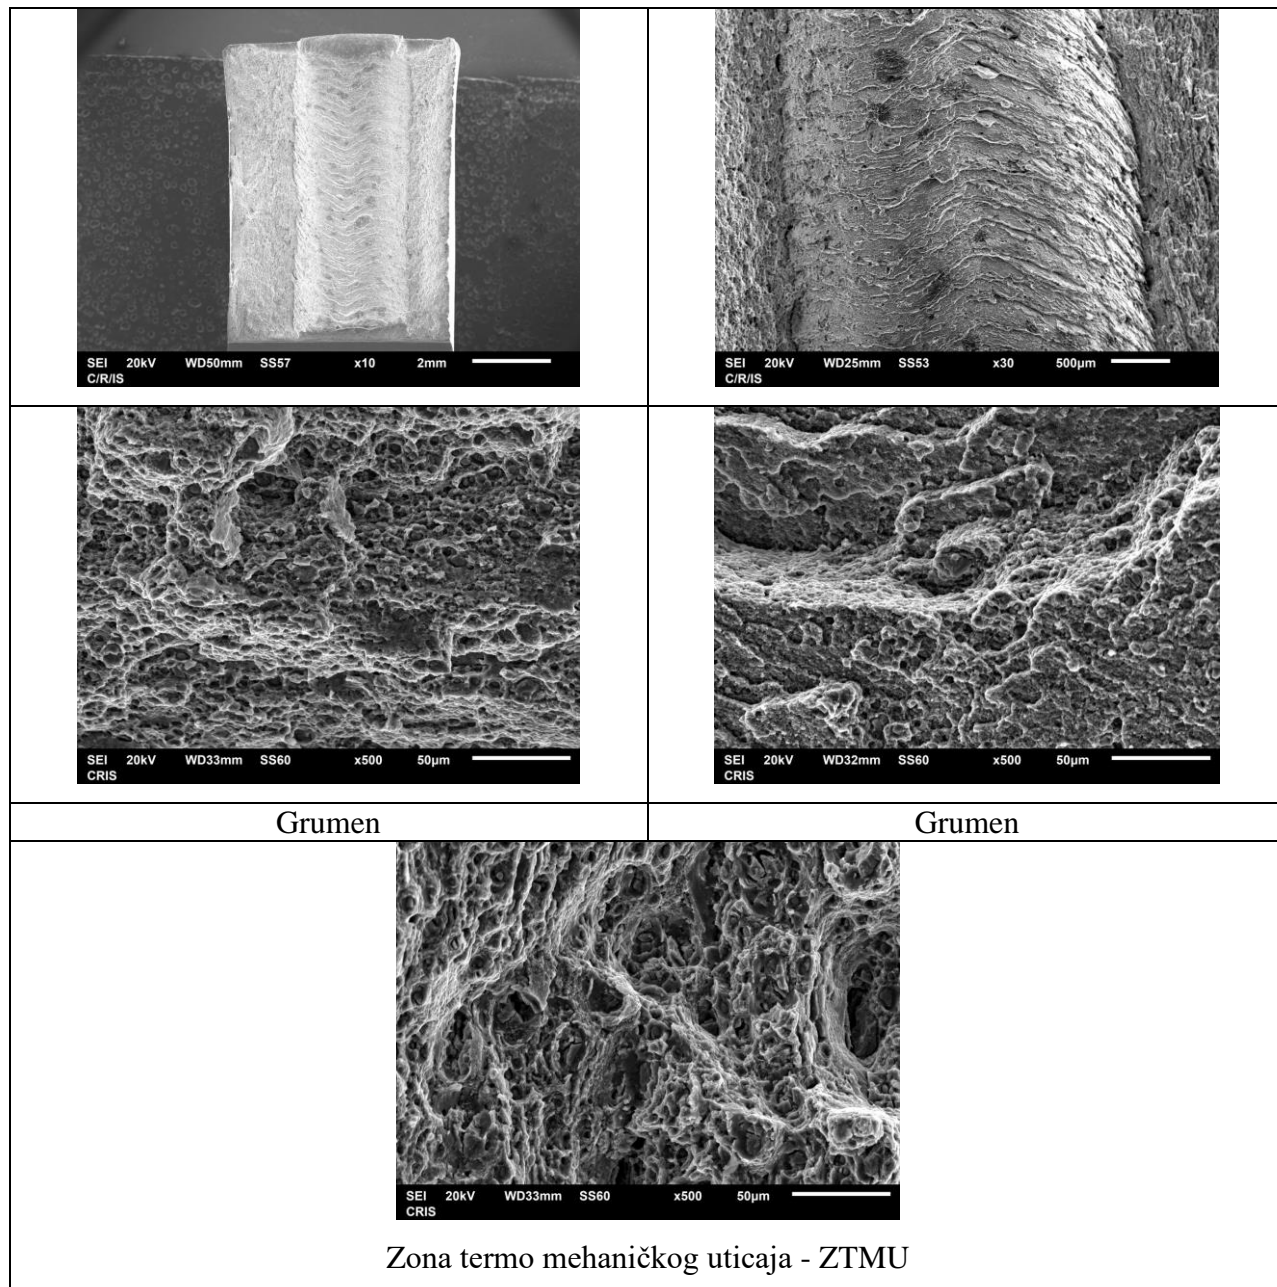 SEI 20kV WD50mm SS57 x10 2mm
C/R/IS
SEI 20kV WD25mm SS53 x30 500µm
C/R/IS
SEI 20kV WD33mm SS60 x500 50µm
CRIS
SEI 20kV WD32mm SS60 x500 50µm
CRIS
Grumen
Grumen
SEI 20kV WD33mm SS60 x500 50µm
CRIS
Zona termo mehaničkog uticaja - ZTMU